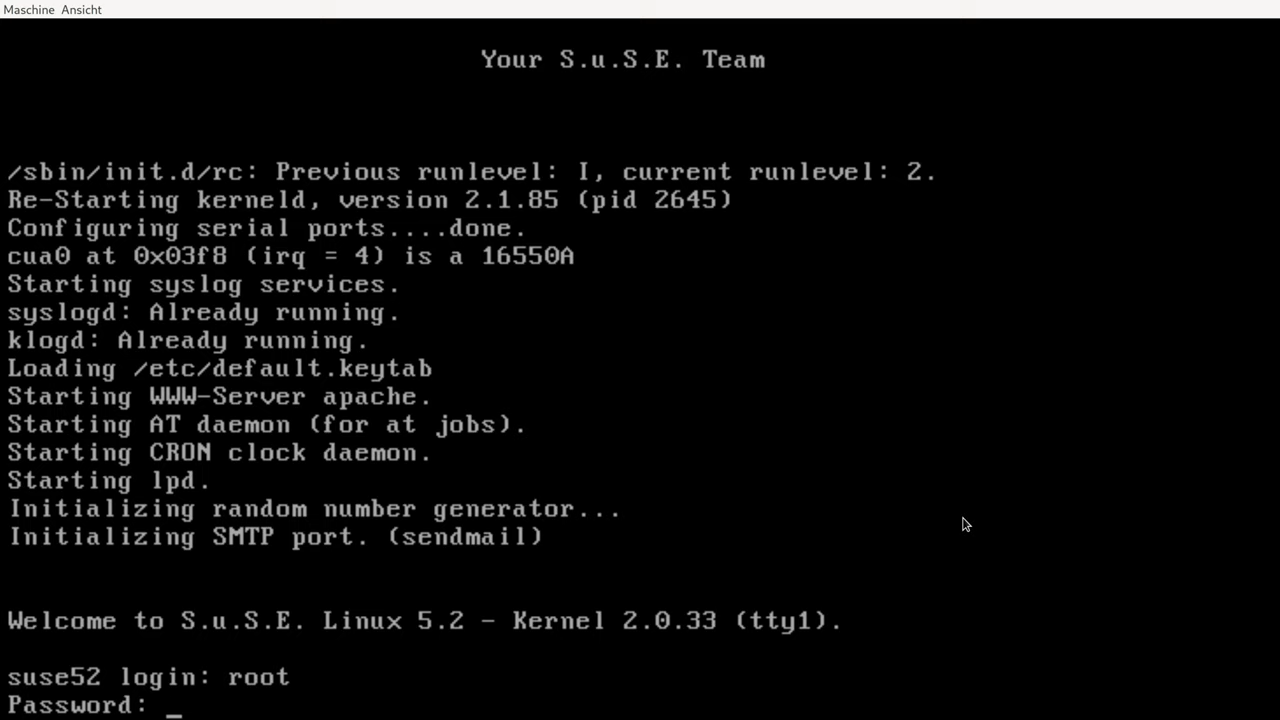 Maschine Ansicht
Your S.u.S.E. Team
/sbin/init.d/rc: Previous runlevel: I, current runlevel: 2.
Re-Starting kerneld, version 2.1.85 (pid 2645)
Configuring serial ports....done.
cua0 at 0x03f8 (irq = 4) is a 16550A
Starting syslog services.
syslogd: Already running.
klogd: Already running.
Loading /etc/default.keytab
Starting WWW-Server apache.
Starting AT daemon (for at jobs).
Starting CRON clock daemon.
Starting lpd.
Initializing random number generator...
Initializing SMTP port. (sendmail)
Welcome to S.u.S.E. Linux 5.2 - Kernel 2.0.33 (tty1).
suse52 login: root
Password: _